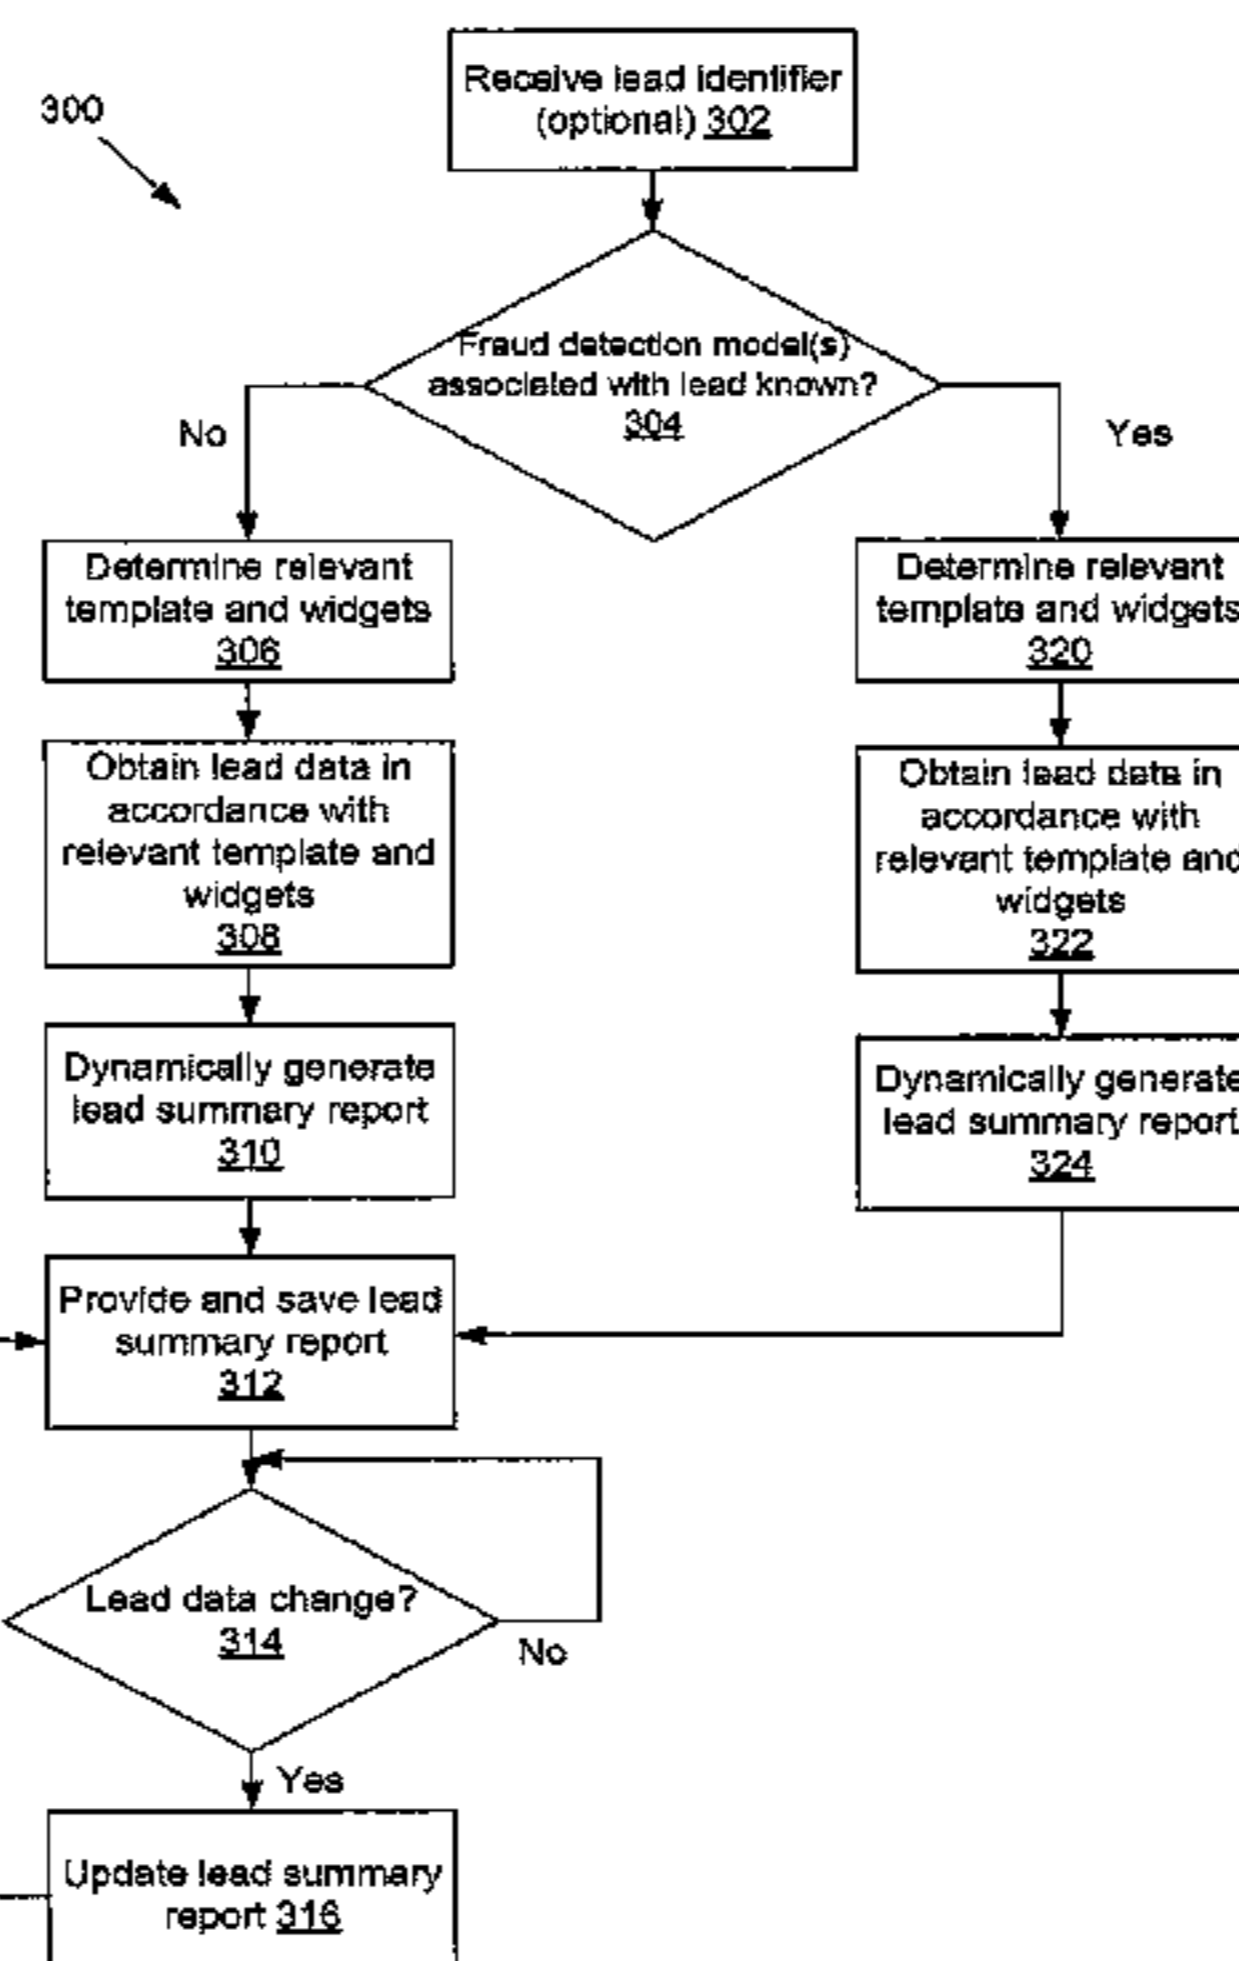 300
Receive lead identifier
(optional) 302
Fraud detection model(s)
associated with lead known?
304
No
Yes
Determine relevant
template and widgets
306
Obtain lead data in
accordance with
relevant template and
widgets
308
Dynamically generate
lead summary report
310
Determine relevant
template and widgets
320
Obtain lead data in
accordance with
relevant template and
widgets
322
Dynamically generate
lead summary report
324
Provide and save lead
summary report
312
Lead data change?
314
No
Yes
Update lead summary
report 316